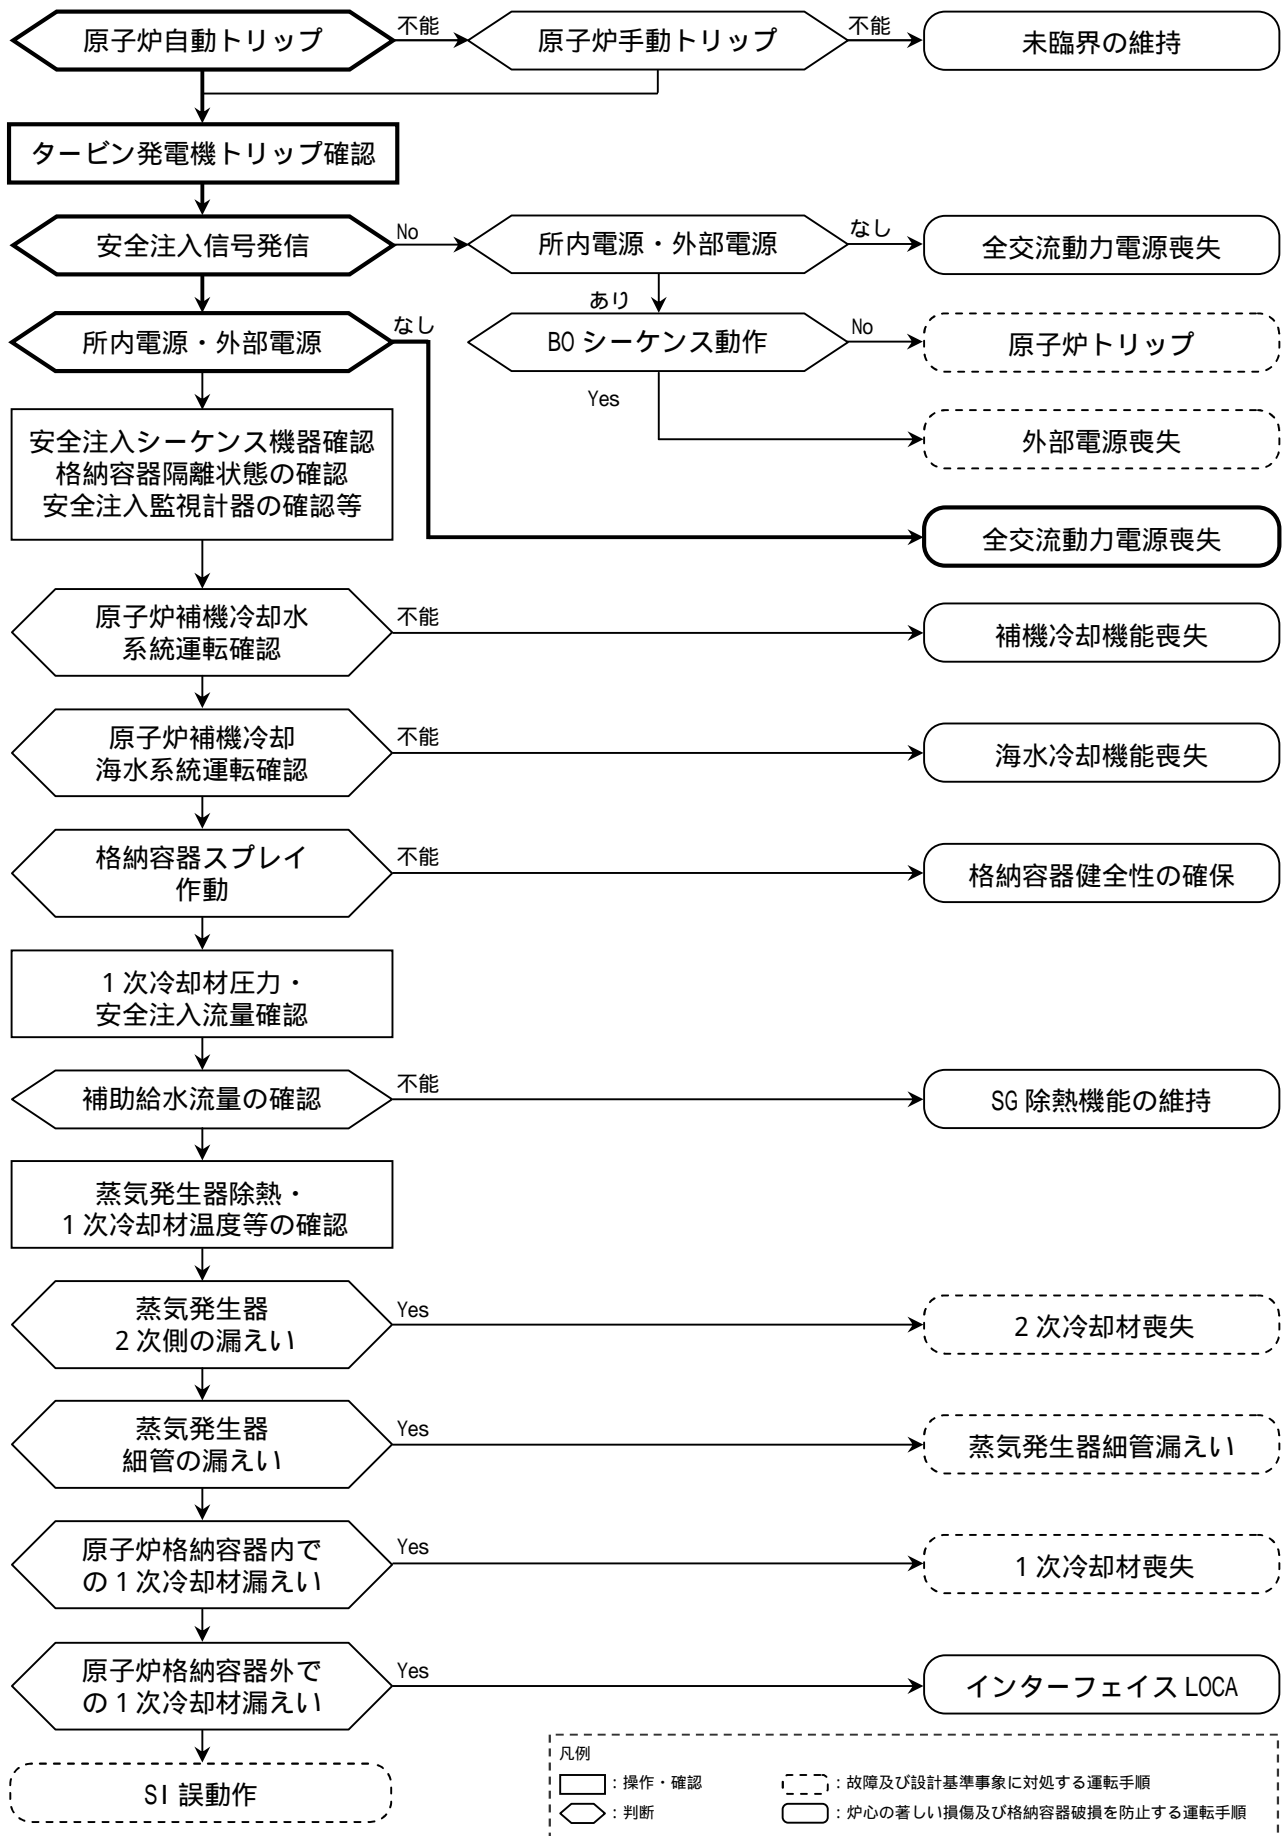 原子炉自動トリップ
不能
原子炉手動トリップ
不能
未臨界の維持
タービン発電機トリップ確認
安全注入信号発信
No
所内電源・外部電源
なし
全交流動力電源喪失
あり
所内電源・外部電源
なし
BOシーケンス動作
No
原子炉トリップ
Yes
外部電源喪失
安全注入シーケンス機器確認
格納容器隔離状態の確認
安全注入監視計器の確認等
全交流動力電源喪失
原子炉補機冷却水
系統運転確認
不能
補機冷却機能喪失
原子炉補機冷却
海水系統運転確認
不能
海水冷却機能喪失
格納容器スプレイ
作動
不能
格納容器健全性の確保
1次冷却材圧力・
安全注入流量確認
補助給水流量の確認
不能
SG除熱機能の維持
蒸気発生器除熱・
1次冷却材温度等の確認
蒸気発生器
2次側の漏えい
Yes
2次冷却材喪失
蒸気発生器
細管の漏えい
Yes
蒸気発生器細管漏えい
原子炉格納容器内で
の1次冷却材漏えい
Yes
1次冷却材喪失
原子炉格納容器外で
の1次冷却材漏えい
Yes
インターフェイスLOCA
SI誤動作
凡例
：操作・確認
：故障及び設計基準事象に対処する運転手順
：判断
：炉心の著しい損傷及び格納容器破損を防止する運転手順